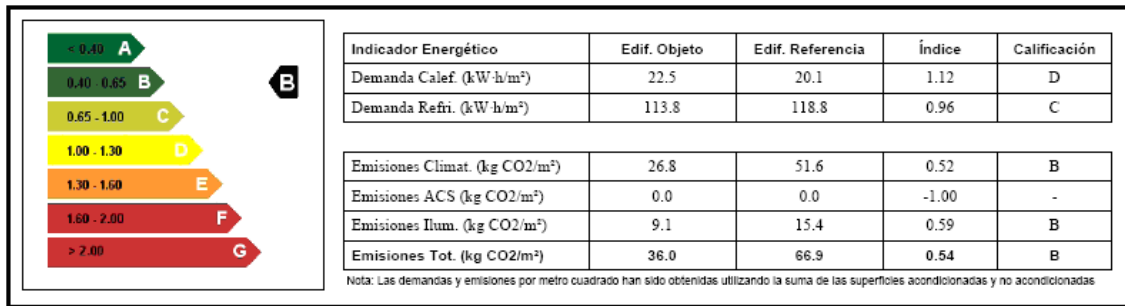 < 0.40 A
0.40 - 0.65 B
B
0.65 - 1.00 C
1.00 - 1.30 D
1.30 - 1.60 E
1.60 - 2.00 F
> 2.00 G
Indicador Energético Edif. Objeto Edif. Referencia Índice Calificación
Demanda Calef. (kW·h/m²) 22.5 20.1 1.12 D
Demanda Refri. (kW·h/m²) 113.8 118.8 0.96 C
Emisiones Climat. (kg CO2/m²) 26.8 51.6 0.52 B
Emisiones ACS (kg CO2/m²) 0.0 0.0 -1.00 -
Emisiones Ilum. (kg CO2/m²) 9.1 15.4 0.59 B
Emisiones Tot. (kg CO2/m²) 36.0 66.9 0.54 B
Nota: Las demandas y emisiones por metro cuadrado han sido obtenidas utilizando la suma de las superficies acondicionadas y no acondicionadas